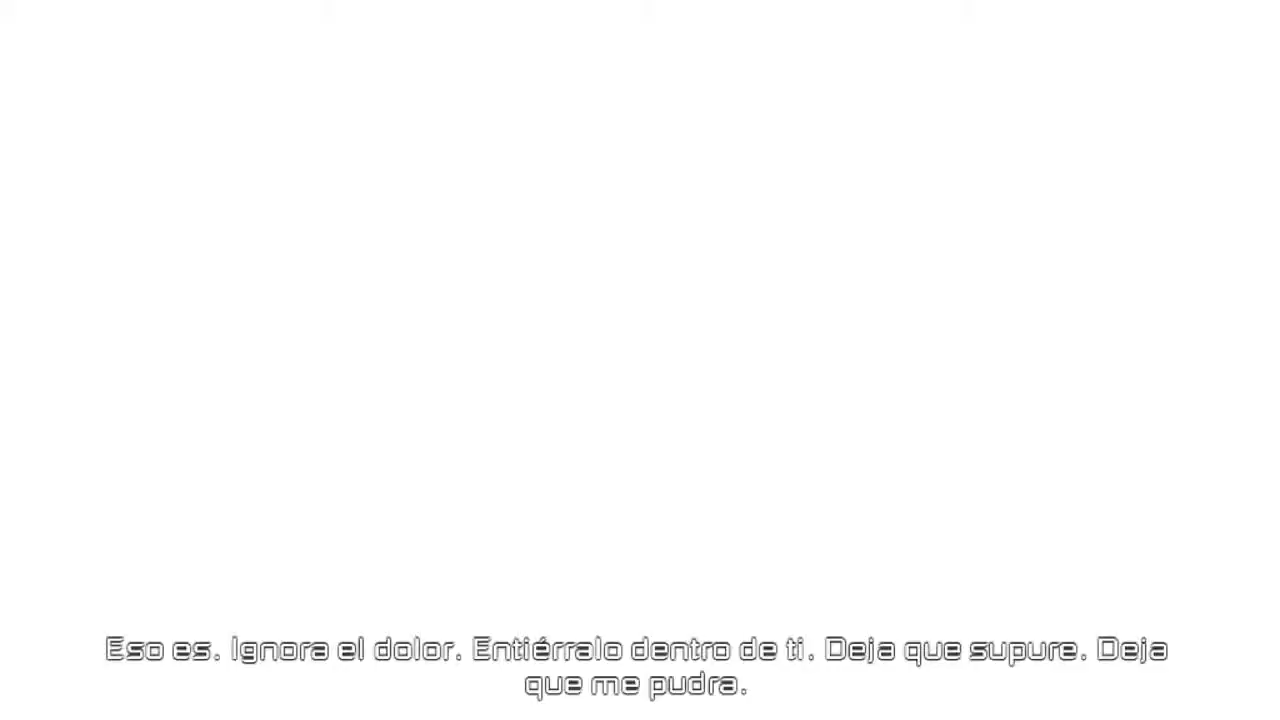 Eso es. Ignora el dolor. Entiérralo dentro de ti. Deja que supure. Deja
que me pudra.